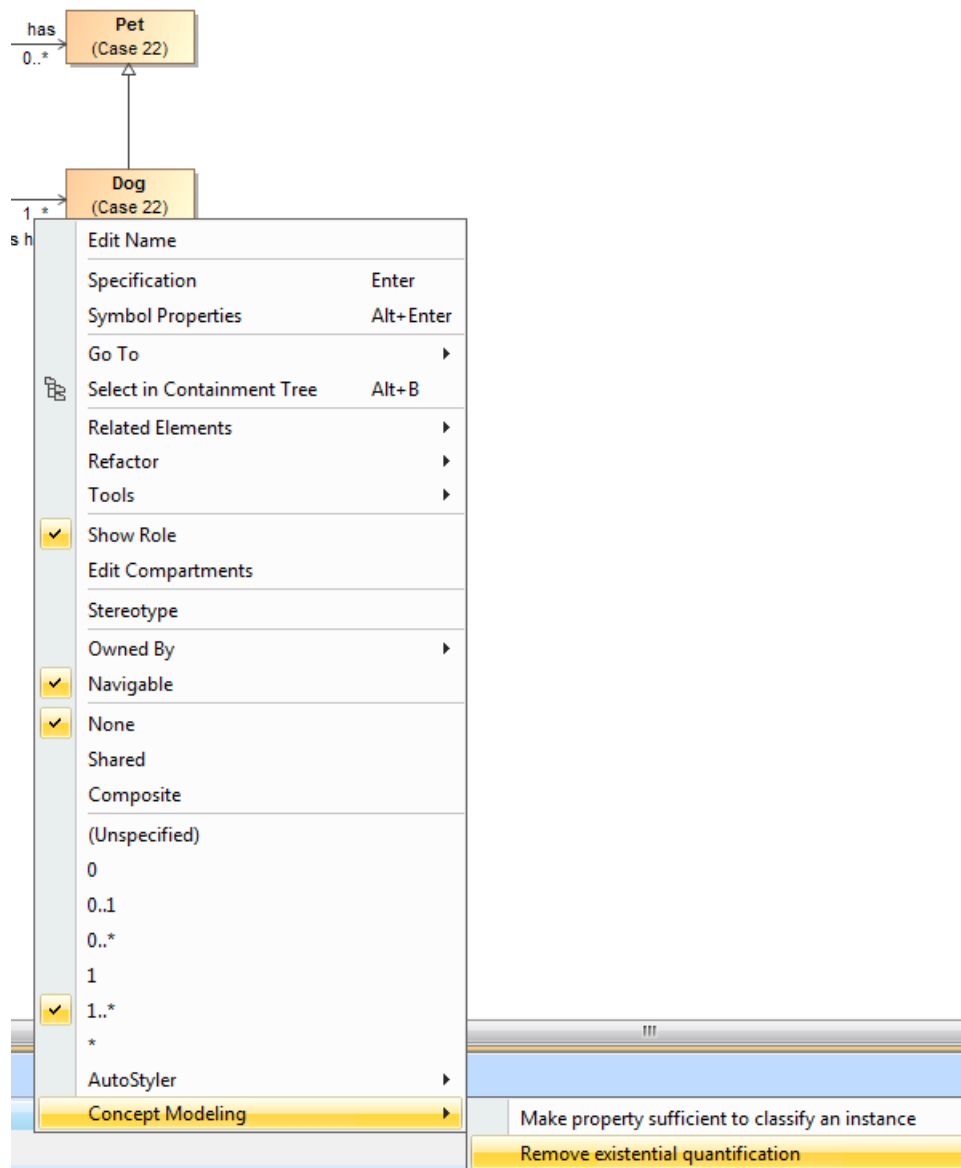 has
Pet
(Case 22)
0..*
Dog
(Case 22)
1..*
s h
Edit Name
Specification Enter
Symbol Properties Alt+Enter
Go To
Select in Containment Tree Alt+B
Related Elements
Refactor
Tools
Show Role
Edit Compartments
Stereotype
Owned By
Navigable
None
Shared
Composite
(Unspecified)
0
0..1
0..*
1
1..*
*
AutoStyler
Concept Modeling
Make property sufficient to classify an instance
Remove existential quantification